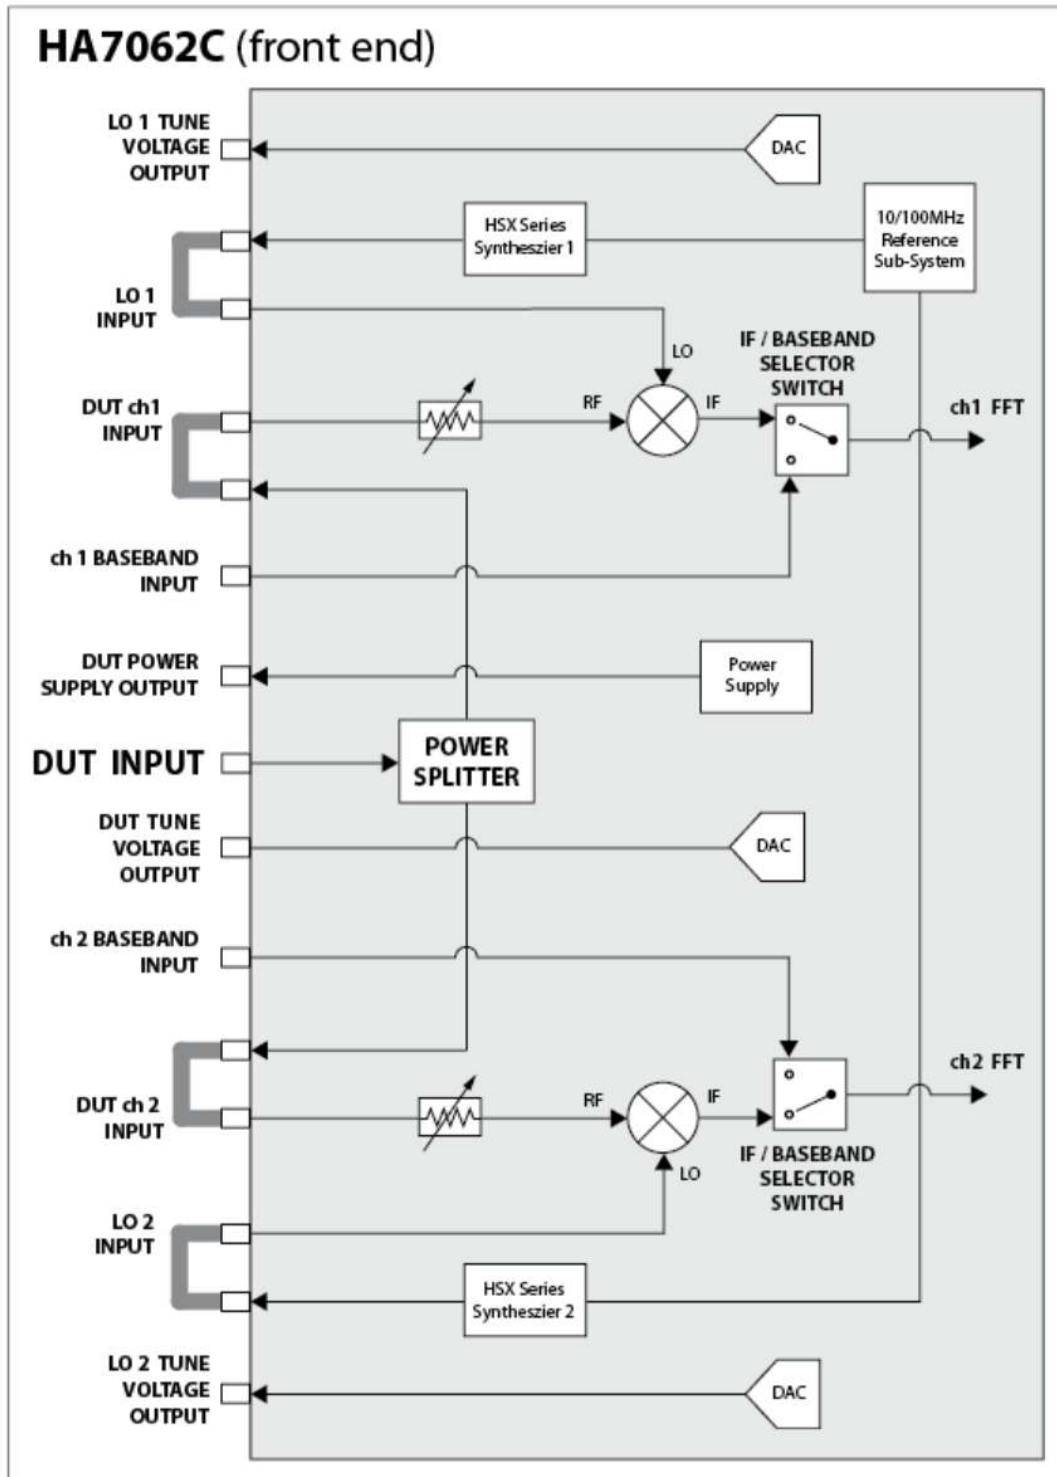 HA7062C (front end)
LO 1 TUNE
VOLTAGE
OUTPUT
DAC
HSX Series
Syntheszier 1
10/100MHz
Reference
Sub-System
LO 1
INPUT
LO
IF / BASEBAND
SELECTOR
SWITCH
DUT ch1
INPUT
RF
IF
ch1 FFT
ch 1 BASEBAND
INPUT
DUT POWER
SUPPLY OUTPUT
Power
Supply
DUT INPUT
POWER
SPLITTER
DUT TUNE
VOLTAGE
OUTPUT
DAC
ch 2 BASEBAND
INPUT
ch2 FFT
DUT ch 2
INPUT
RF
IF
LO
IF / BASEBAND
SELECTOR
SWITCH
LO 2
INPUT
HSX Series
Syntheszier 2
LO 2 TUNE
VOLTAGE
OUTPUT
DAC